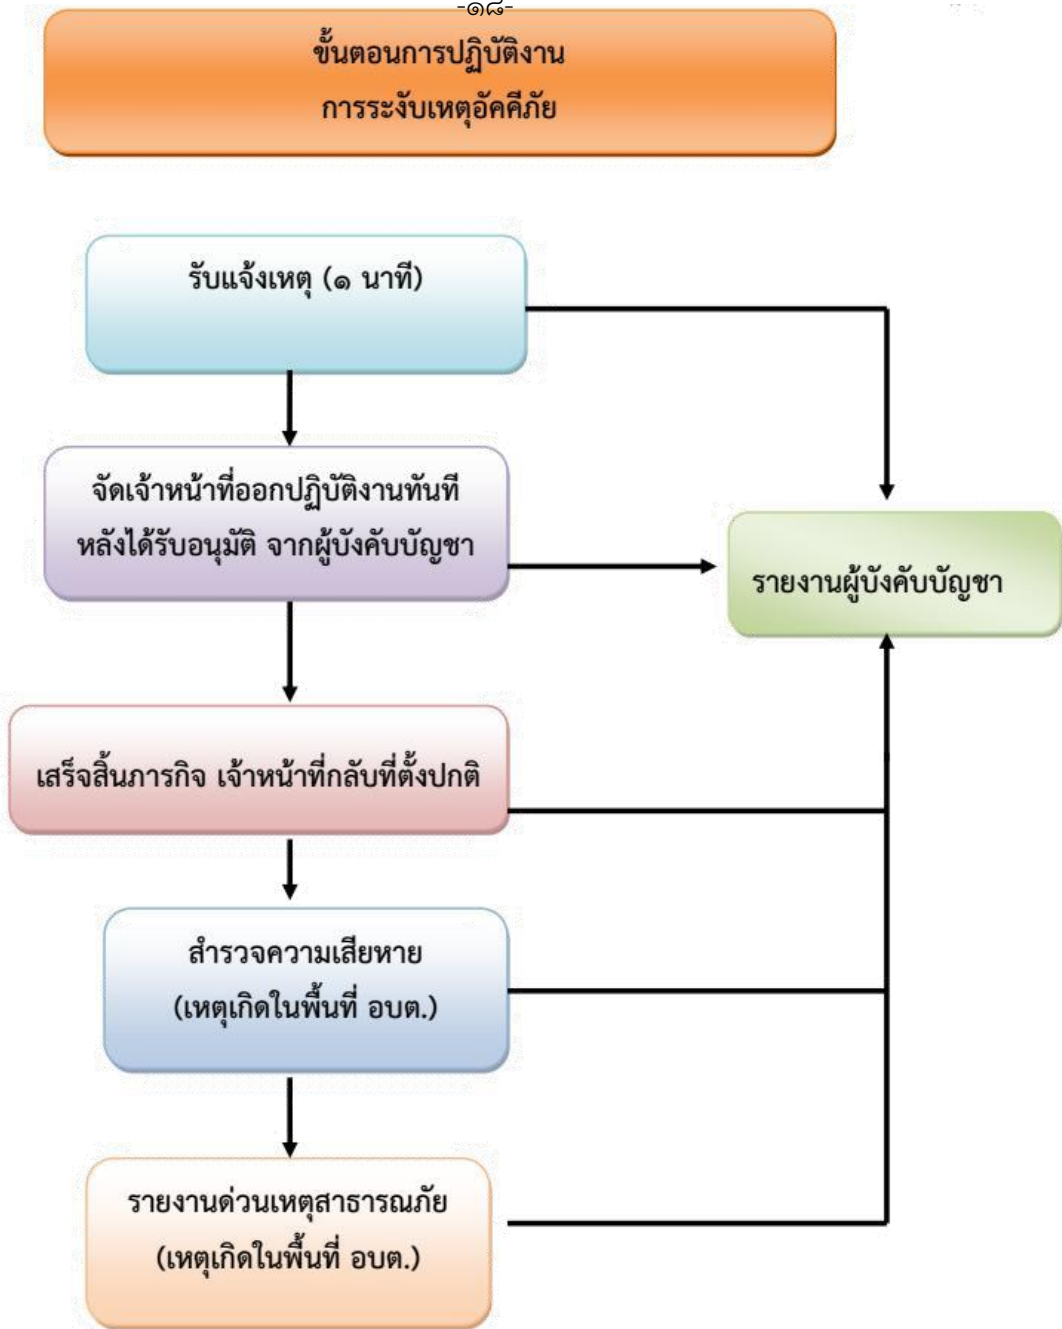 -๑๘-
ขั้นตอนการปฏิบัติงาน
การระงับเหตุอัคคีภัย
รับแจ้งเหตุ (๑ นาที)
จัดเจ้าหน้าที่ออกปฏิบัติงานทันที
หลังได้รับอนุมัติ จากผู้บังคับบัญชา
รายงานผู้บังคับบัญชา
เสร็จสิ้นภารกิจ เจ้าหน้าที่กลับที่ตั้งปกติ
สำรวจความเสียหาย
(เหตุเกิดในพื้นที่ อบต.)
รายงานด่วนเหตุสาธารณภัย
(เหตุเกิดในพื้นที่ อบต.)